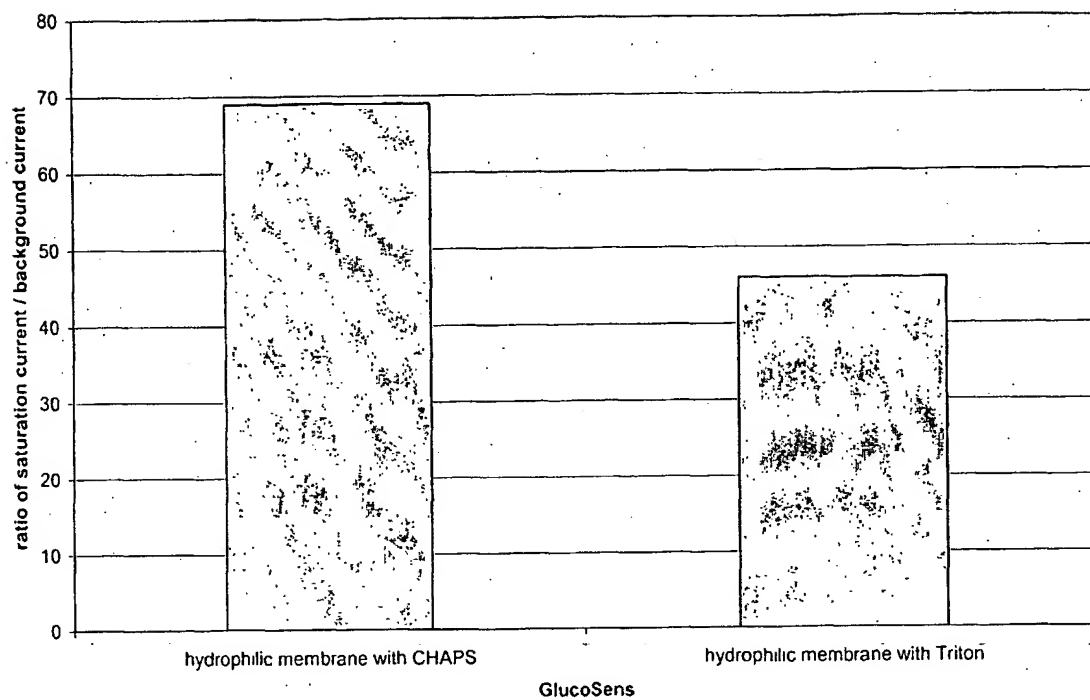 80
70
60
50
40
30
20
10
0
ratio of saturation current / background current
hydrophilic membrane with CHAPS
hydrophilic membrane with Triton
GlucoSens